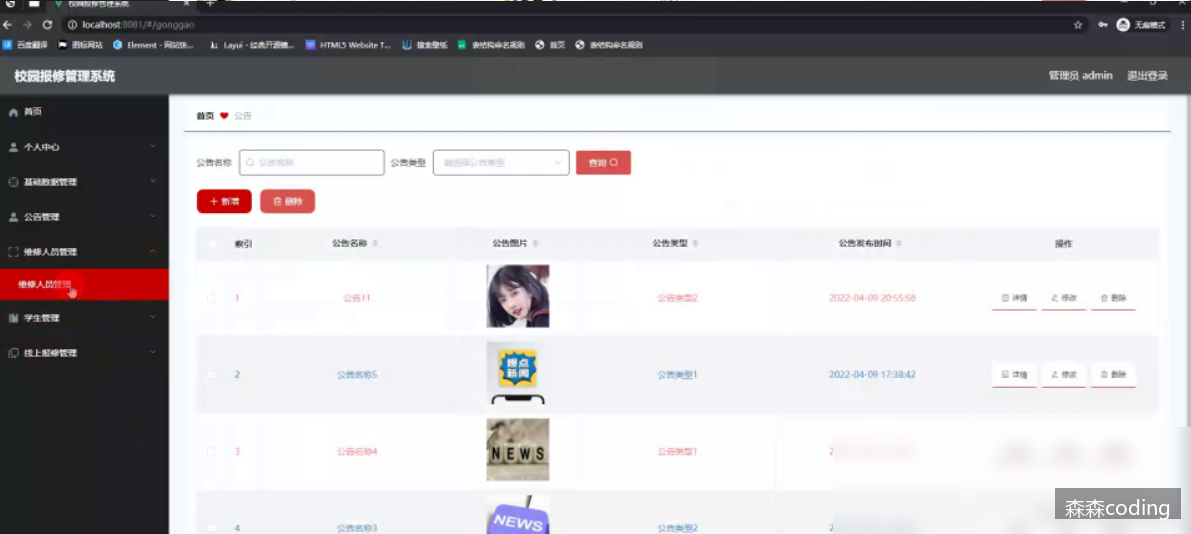 校园报修管理系统
localhost:8081/#/gonggao
无痕模式
百度翻译 图标网站 Element - 网站快... Layui - 经典开源模... HTML5 Website T... 搜索壁纸 表结构命名规则 首页 表结构命名规则
校园报修管理系统 管理员 admin 退出登录
首页
个人中心
基础数据管理
公告管理
维修人员管理
维修人员管理
学生管理
线上报修管理
首页 公告
公告名称 公告名称 公告类型 请选择公告类型 查询
+ 新增 删除
索引 公告名称 公告图片 公告类型 公告发布时间 操作
1 公告11 公告类型2 2022-04-09 20:55:58 详情 修改 删除
2 公告名称5 爆点新闻 公告类型1 2022-04-09 17:38:42 详情 修改 删除
3 公告名称4 NEWS 公告类型1 2
4 公告名称3 NEWS 公告类型2 2
森森coding